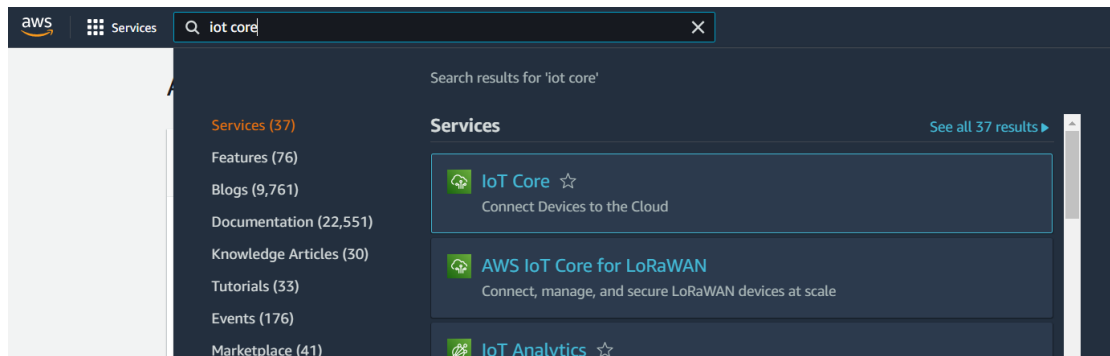 aws
Services
iot core
Search results for 'iot core'
Services (37)
Features (76)
Blogs (9,761)
Documentation (22,551)
Knowledge Articles (30)
Tutorials (33)
Events (176)
Marketplace (41)
Services
See all 37 results
IoT Core
Connect Devices to the Cloud
AWS IoT Core for LoRaWAN
Connect, manage, and secure LoRaWAN devices at scale
IoT Analytics